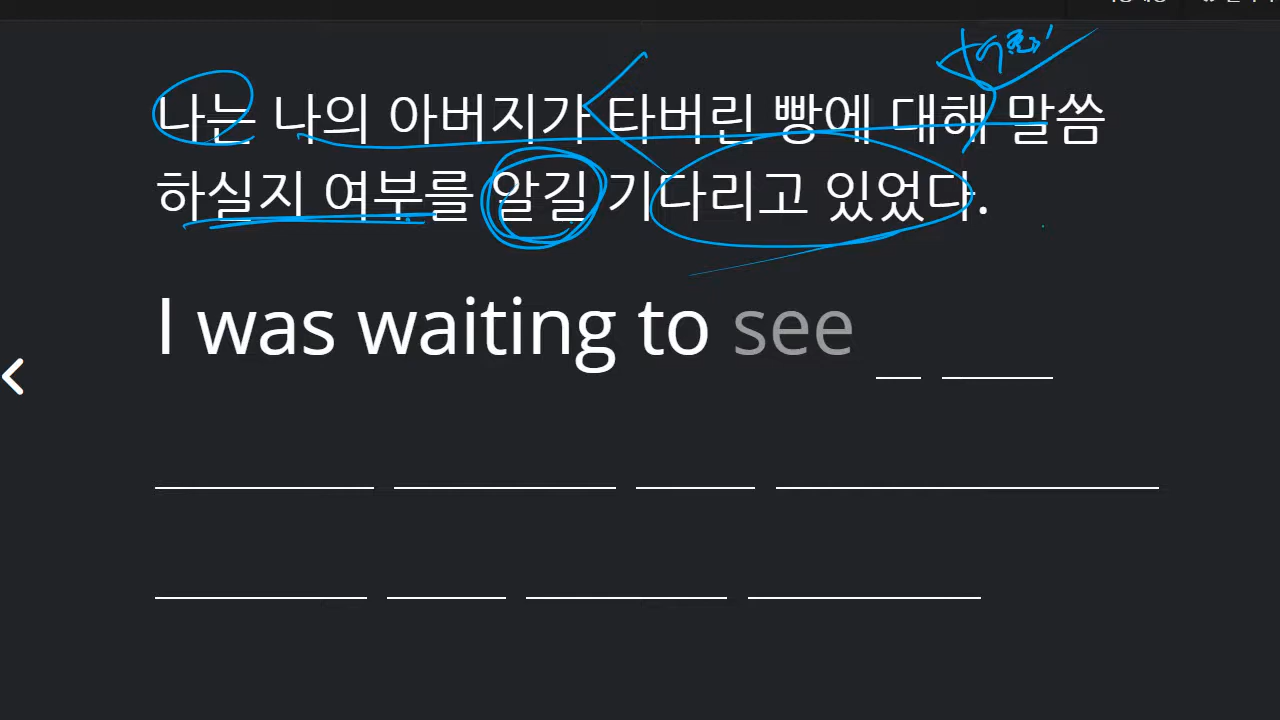 나는 나의 아버지가 타버린 빵에 대해 말씀
하실지 여부를 알길 기다리고 있었다.
I was waiting to see